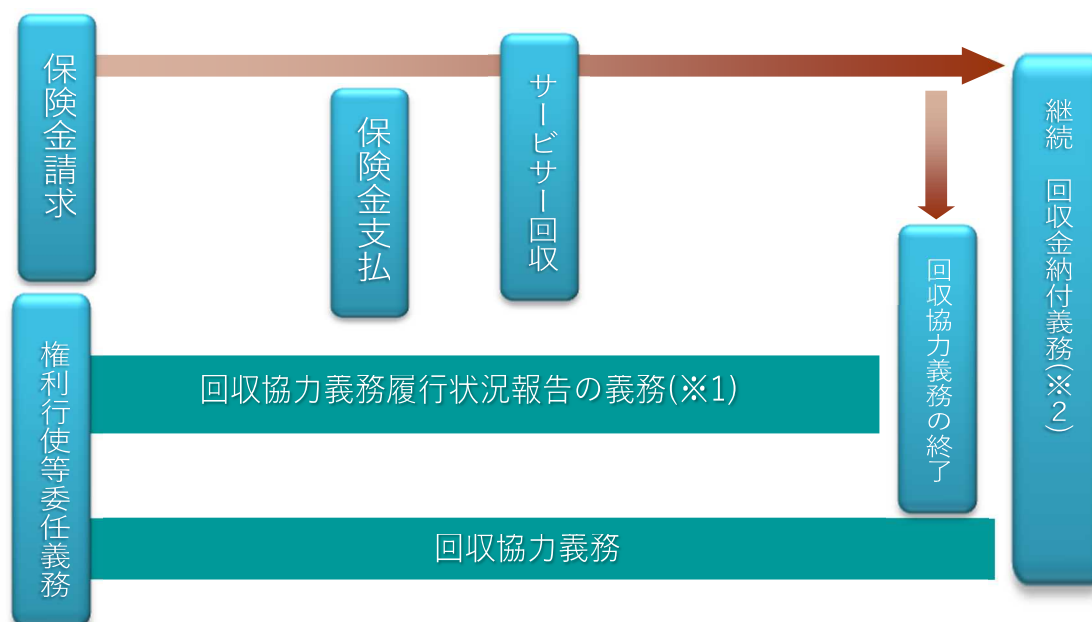 保険金請求
保険金支払
サービサー回収
継続　回収金納付義務(※2)
回収協力義務の終了
権利行使等委任義務
回収協力義務履行状況報告の義務(※1)
回収協力義務